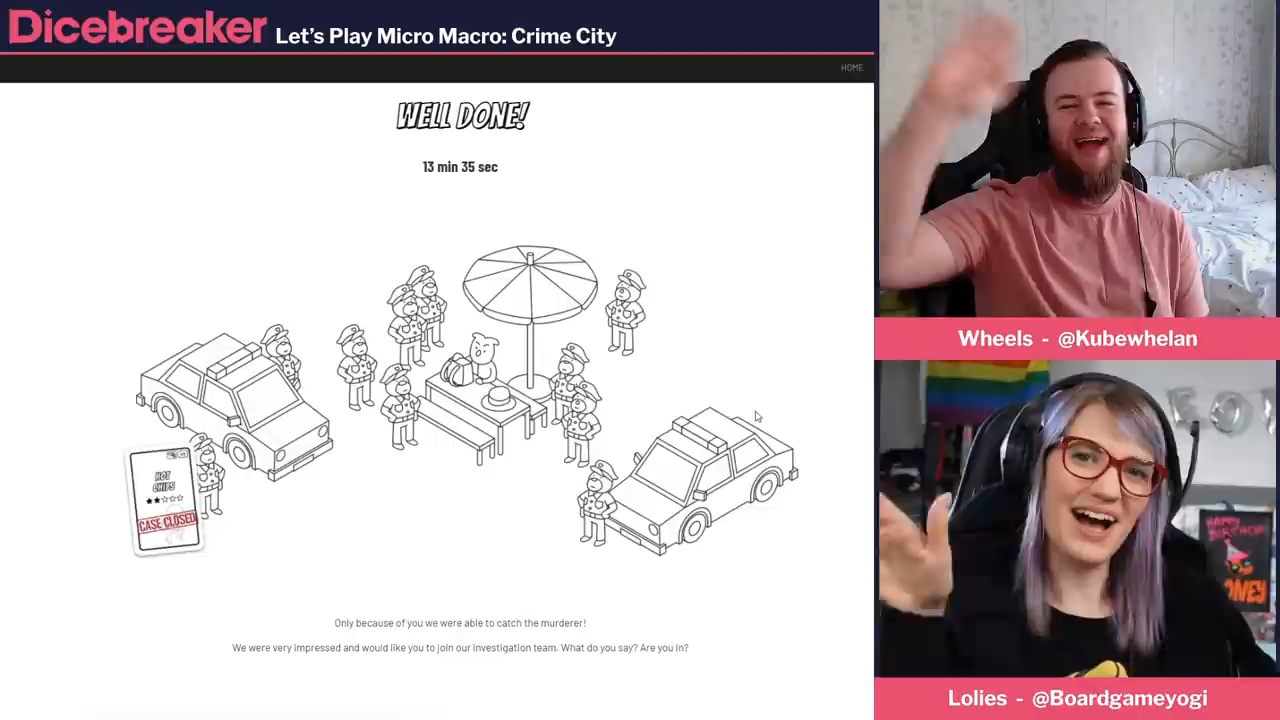 Dicebreaker Let's Play Micro Macro: Crime City
HOME
WELL DONE!
13 min 35 sec
HOT
CHIPS
CASE CLOSED
Only because of you we were able to catch the murderer!
We were very impressed and would like you to join our investigation team. What do you say? Are you in?
Wheels - @Kubewhelan
HAPPY
Lolies - @Boardgameyogi